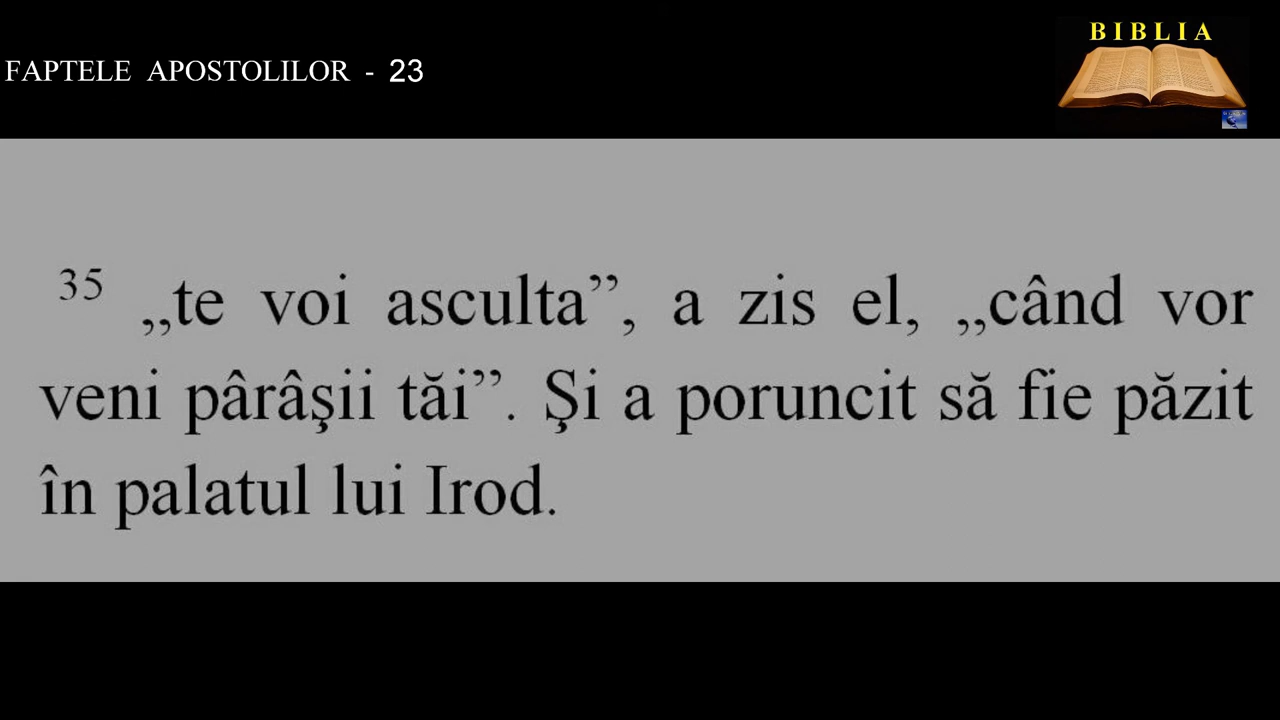 BIBLIA
FAPTELE APOSTOLILOR - 23
35 „te voi asculta”, a zis el, „când vor
veni pârâşii tăi”. Şi a poruncit să fie păzit
în palatul lui Irod.